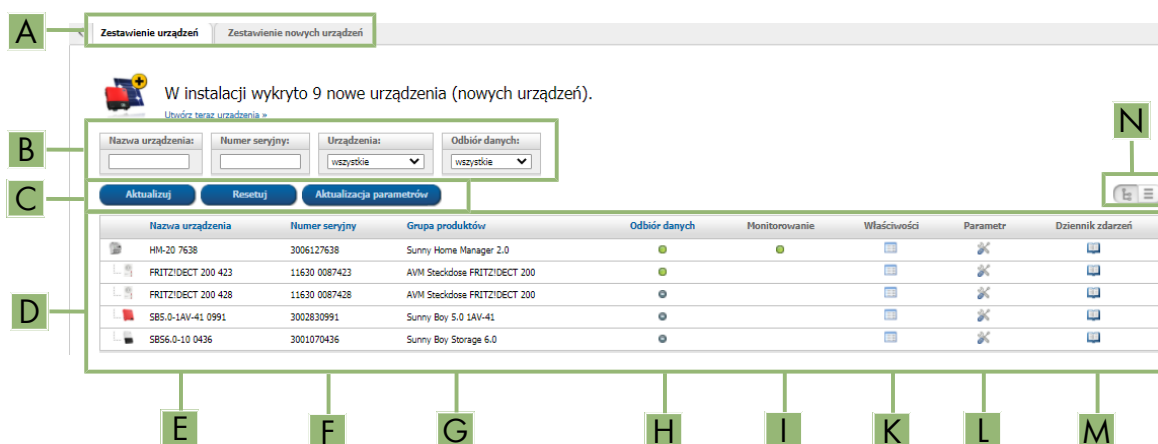 A
Zestawienie urządzeń Zestawienie nowych urządzeń
W instalacji wykryto 9 nowe urządzenia (nowych urządzeń).
Utwórz teraz urzadzenia »
B
Nazwa urządzenia: Numer seryjny: Urządzenia: Odbiór danych:
wszystkie wszystkie
N
C
Aktualizuj Resetuj Aktualizacja parametrów
Nazwa urządzenia Numer seryjny Grupa produktów Odbiór danych Monitorowanie Właściwości Parametr Dziennik zdarzeń
HM-20 7638 3006127638 Sunny Home Manager 2.0
FRITZ!DECT 200 423 11630 0087423 AVM Steckdose FRITZ!DECT 200
FRITZ!DECT 200 428 11630 0087428 AVM Steckdose FRITZ!DECT 200
D
SB5.0-1AV-41 0991 3002830991 Sunny Boy 5.0 1AV-41
SBS6.0-10 0436 3001070436 Sunny Boy Storage 6.0
E F G H I K L M